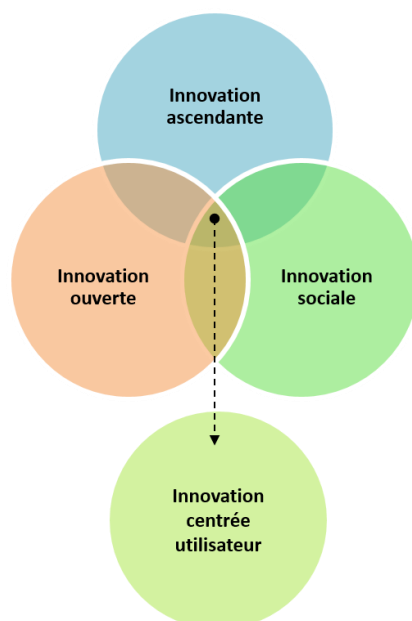 Innovation
ascendante
Innovation
ouverte
Innovation
sociale
Innovation
centrée
utilisateur